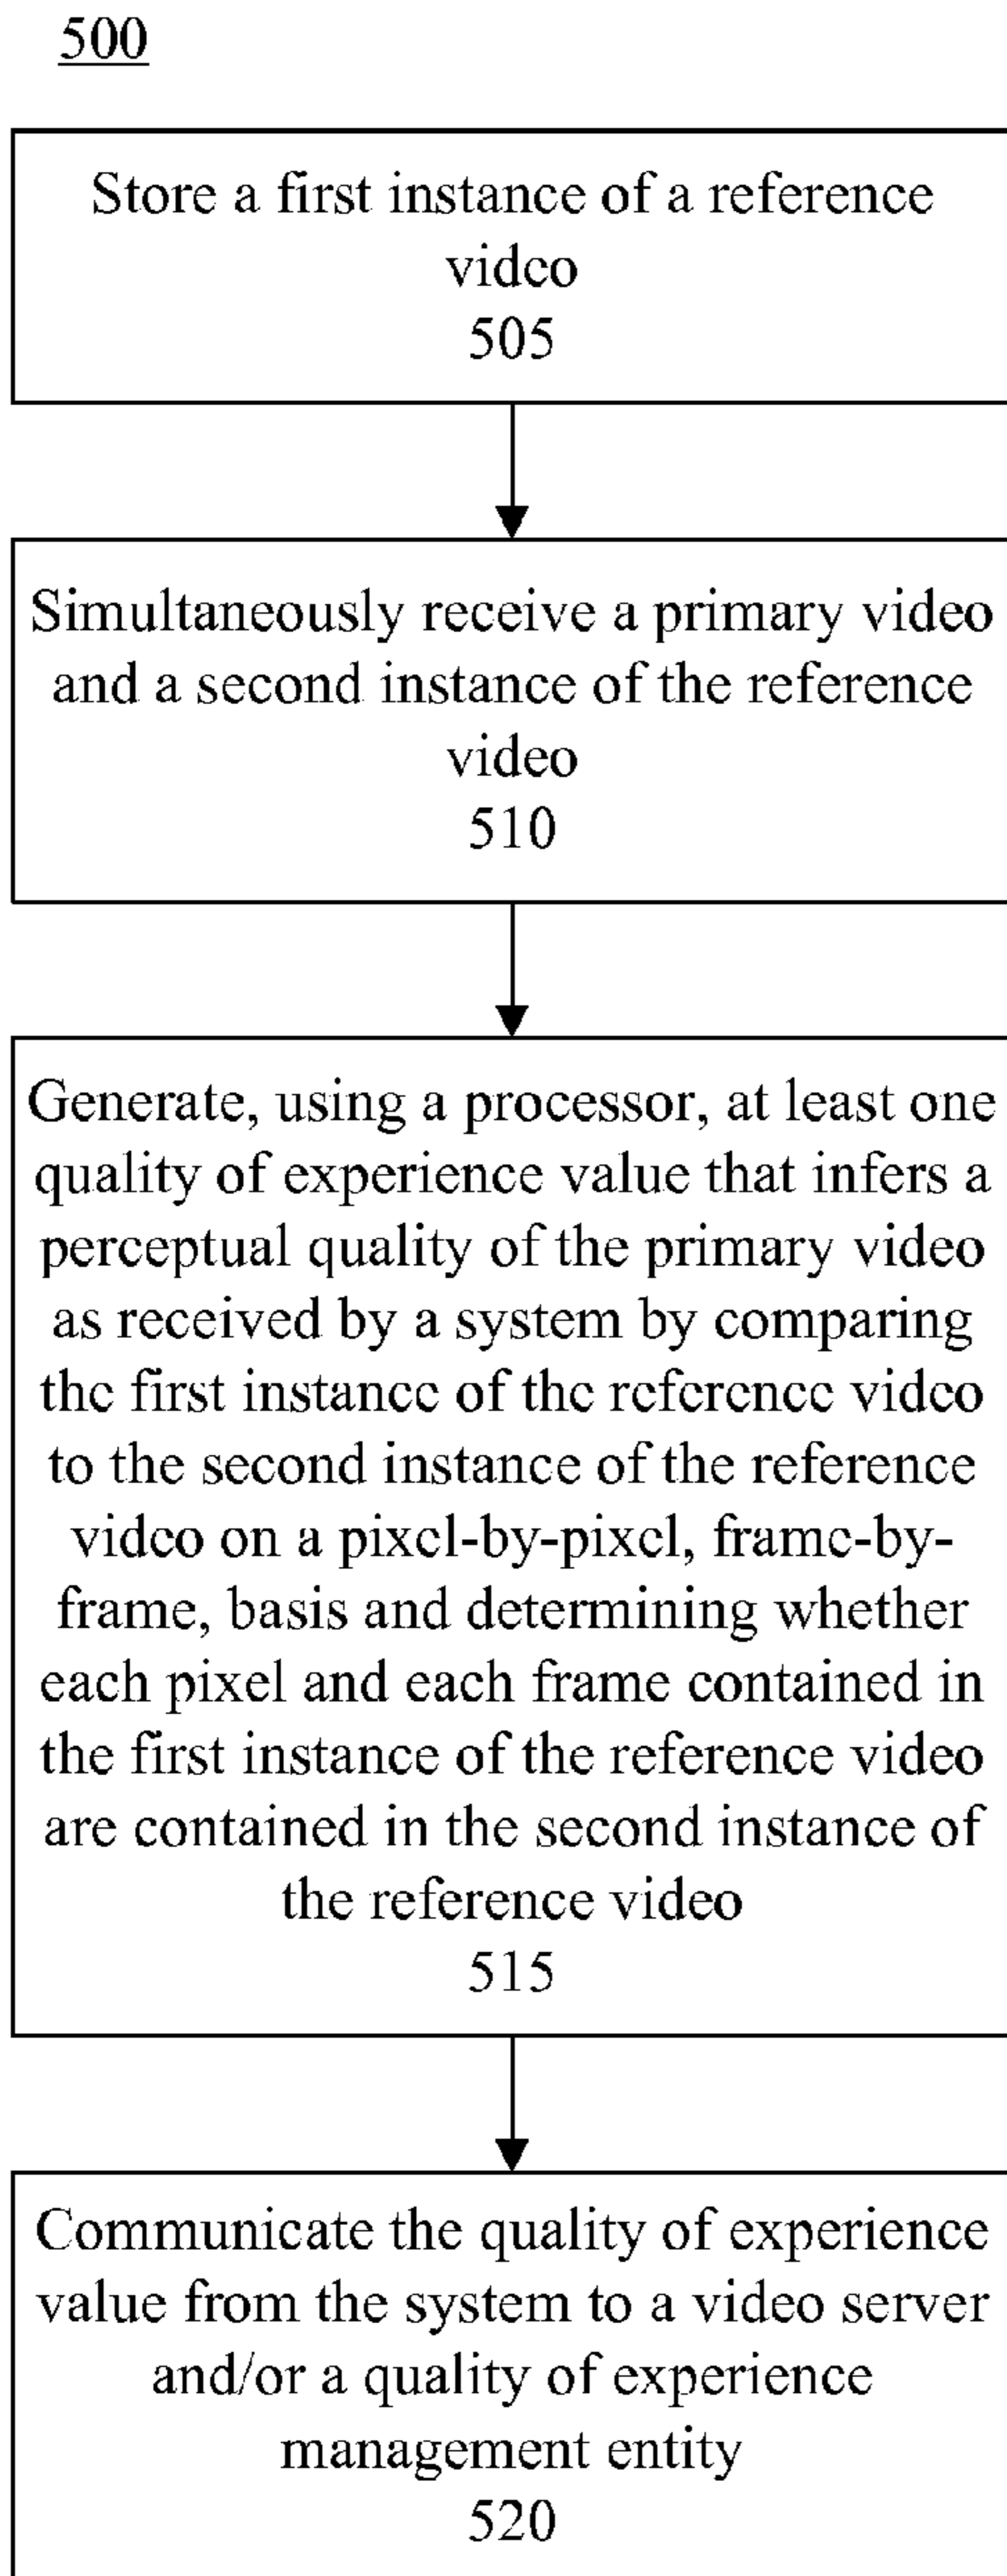 500
Store a first instance of a reference
video
505
Simultaneously receive a primary video
and a second instance of the reference
video
510
Generate, using a processor, at least one
quality of experience value that infers a
perceptual quality of the primary video
as received by a system by comparing
the first instance of the reference video
to the second instance of the reference
video on a pixel-by-pixel, frame-by-
frame, basis and determining whether
each pixel and each frame contained in
the first instance of the reference video
are contained in the second instance of
the reference video
515
Communicate the quality of experience
value from the system to a video server
and/or a quality of experience
management entity
520